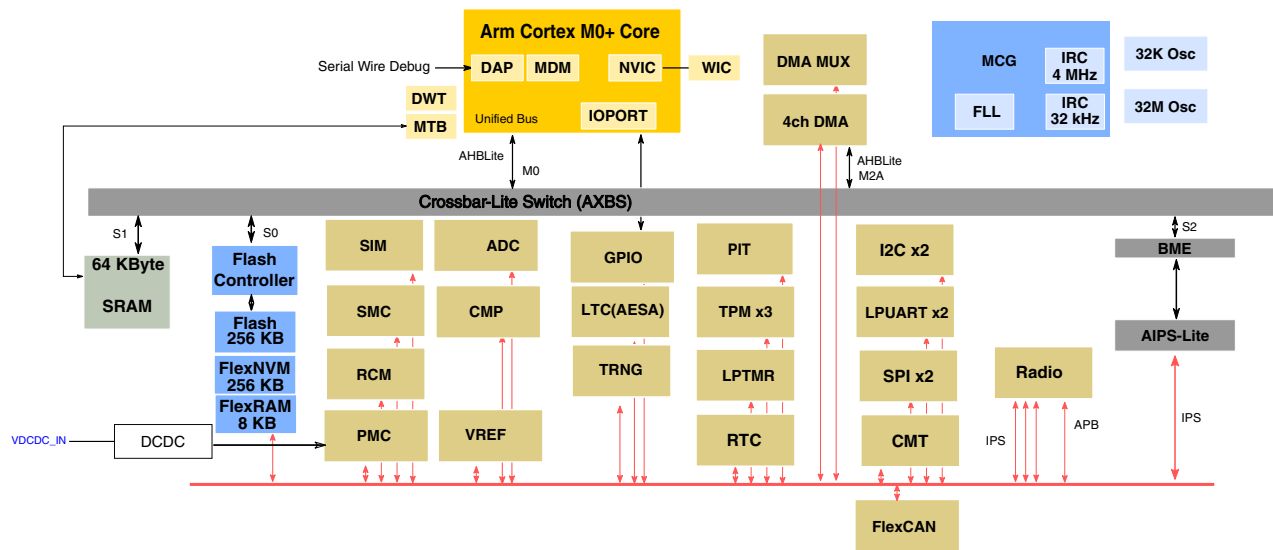 Arm Cortex M0+ Core
Serial Wire Debug
DAP
MDM
NVIC
WIC
DWT
MTB
Unified Bus
IOPORT
DMA MUX
4ch DMA
MCG
IRC
4 MHz
FLL
IRC
32 kHz
32K Osc
32M Osc
AHBLite
M0
AHBLite
M2A
Crossbar-Lite Switch (AXBS)
S1
S0
S2
64 KByte
SRAM
Flash
Controller
Flash
256 KB
FlexNVM
256 KB
FlexRAM
8 KB
SIM
SMC
RCM
PMC
ADC
CMP
VREF
GPIO
LTC(AESA)
TRNG
PIT
TPM x3
LPTMR
RTC
I2C x2
LPUART x2
SPI x2
CMT
Radio
IPS
APB
BME
AIPS-Lite
IPS
VDCDC_IN
DCDC
FlexCAN